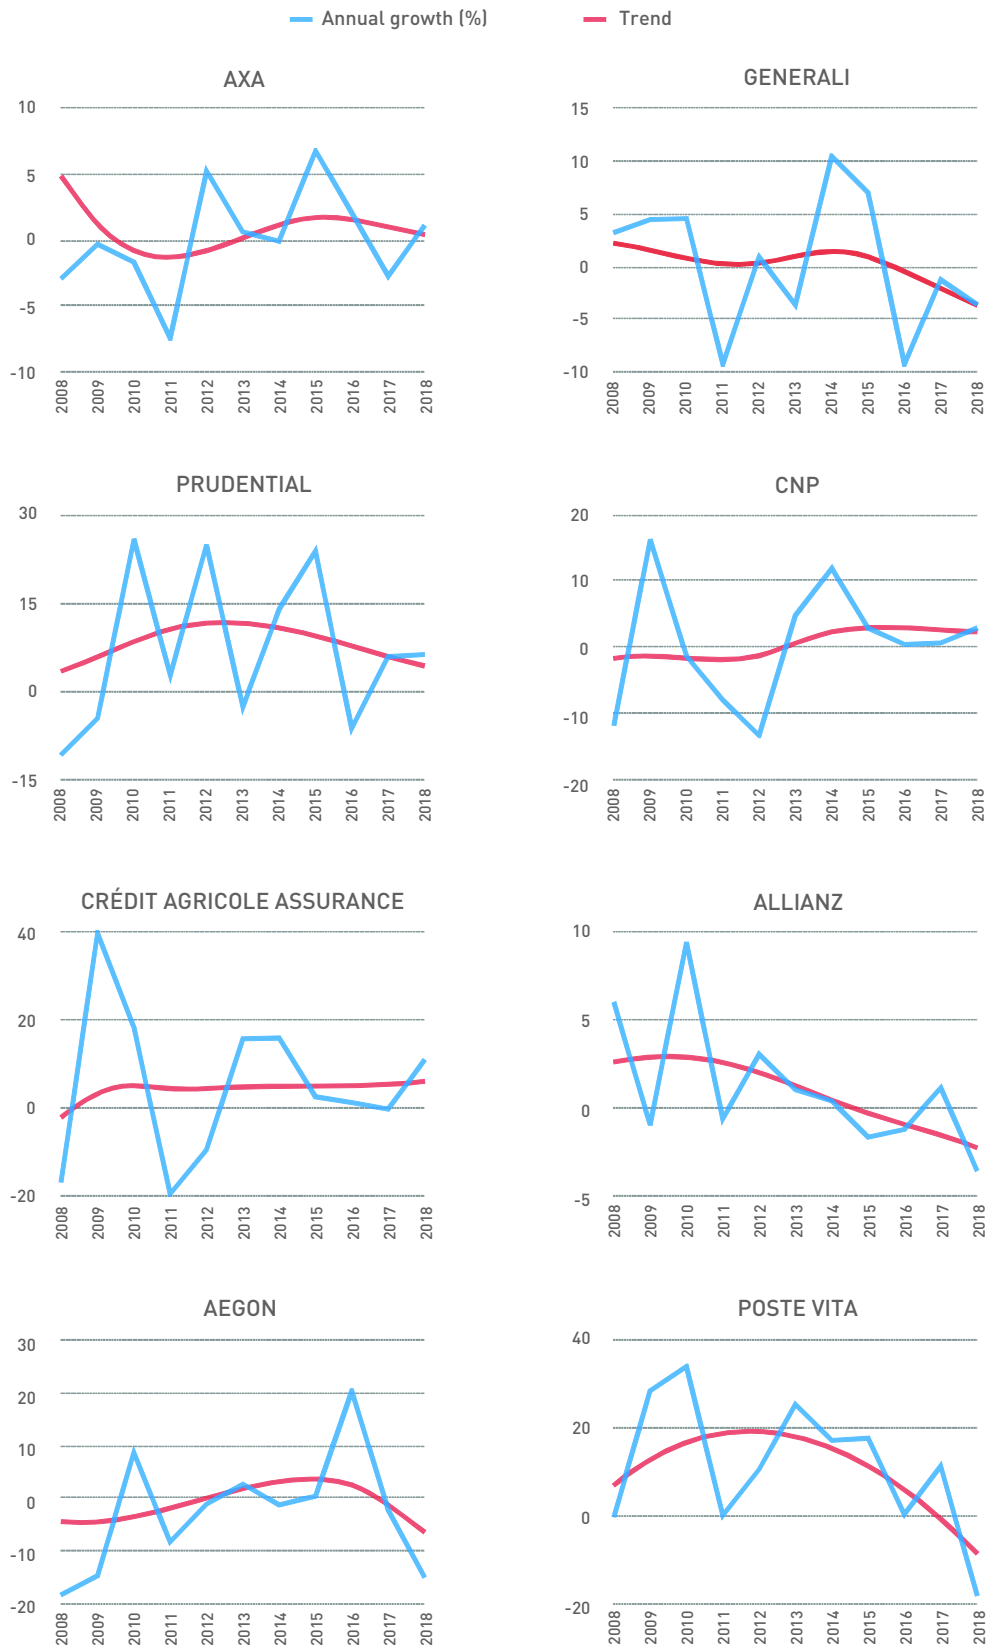 Annual growth (%) Trend
AXA
10
5
0
-5
-10
2008 2009 2010 2011 2012 2013 2014 2015 2016 2017 2018
GENERALI
15
10
5
0
-5
-10
2008 2009 2010 2011 2012 2013 2014 2015 2016 2017 2018
PRUDENTIAL
30
15
0
-15
2008 2009 2010 2011 2012 2013 2014 2015 2016 2017 2018
CNP
20
10
0
-10
-20
2008 2009 2010 2011 2012 2013 2014 2015 2016 2017 2018
CRÉDIT AGRICOLE ASSURANCE
40
20
0
-20
2008 2009 2010 2011 2012 2013 2014 2015 2016 2017 2018
ALLIANZ
10
5
0
-5
2008 2009 2010 2011 2012 2013 2014 2015 2016 2017 2018
AEGON
30
20
10
0
-10
-20
2008 2009 2010 2011 2012 2013 2014 2015 2016 2017 2018
POSTE VITA
40
20
0
-20
2008 2009 2010 2011 2012 2013 2014 2015 2016 2017 2018